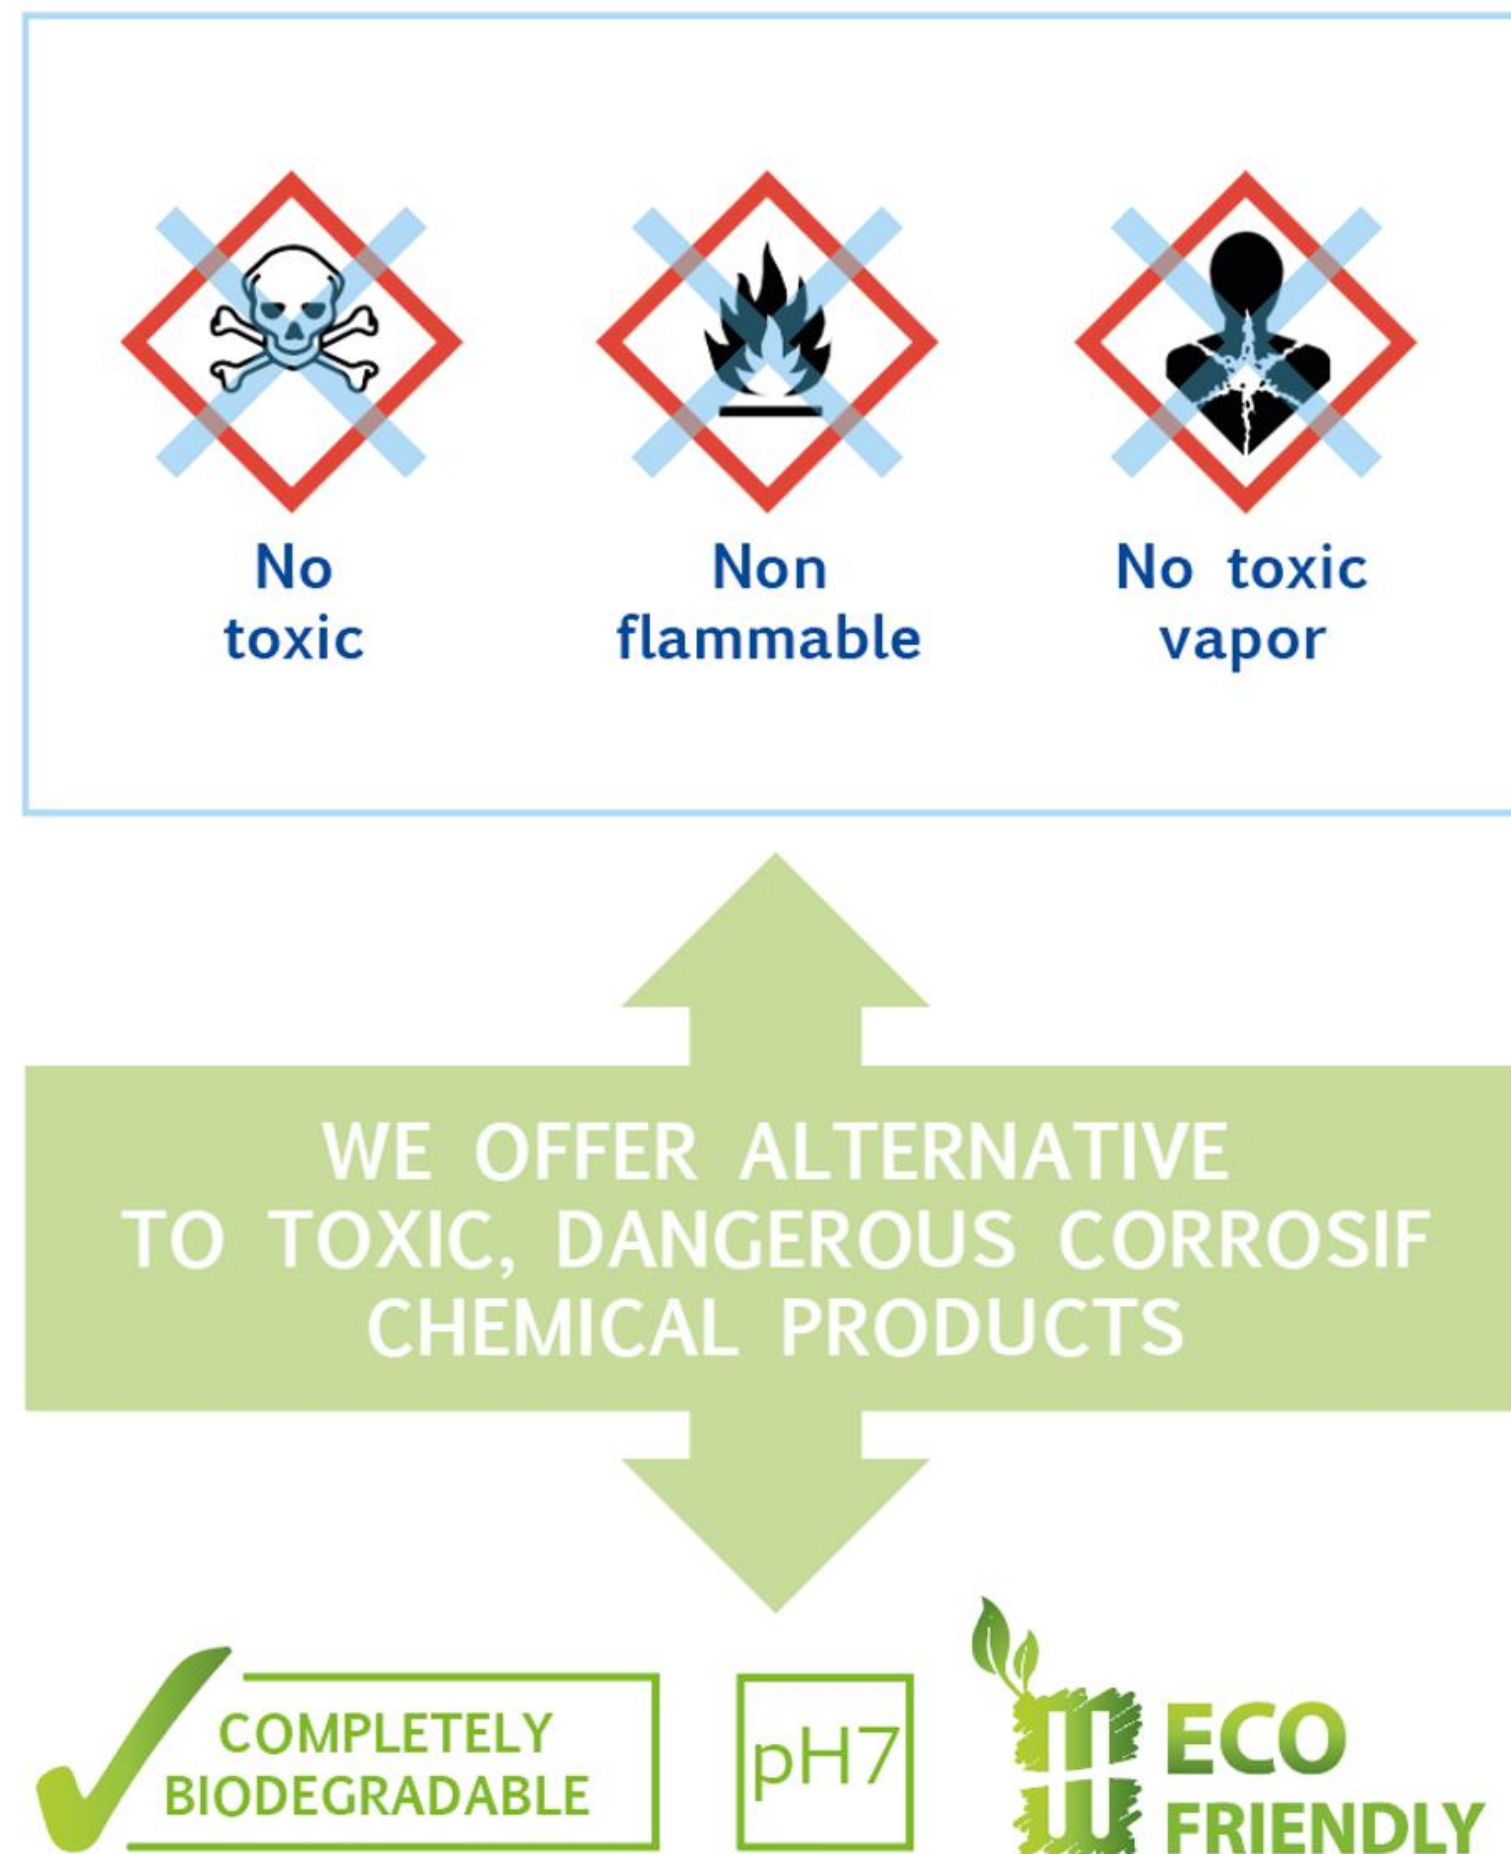 No
toxic
Non
flammable
No toxic
vapor
WE OFFER ALTERNATIVE
TO TOXIC, DANGEROUS CORROSIF
CHEMICAL PRODUCTS
COMPLETELY
BIODEGRADABLE
pH7
ECO
FRIENDLY